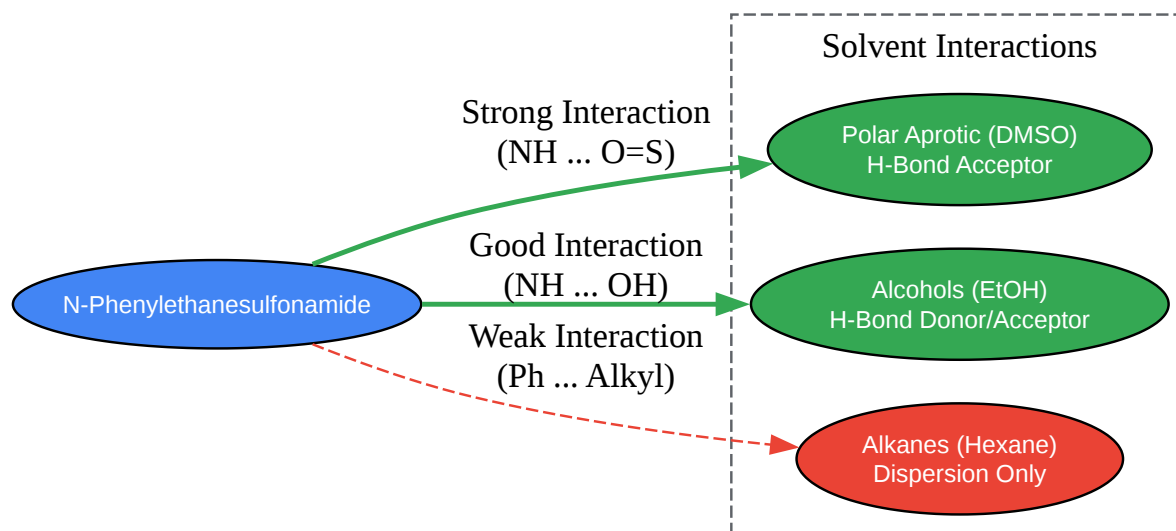 Solvent Interactions
Strong Interaction
(NH ... O=S)
Polar Aprotic (DMSO)
H-Bond Acceptor
N-Phenylethanesulfonamide
Good Interaction
(NH ... OH)
Alcohols (EtOH)
H-Bond Donor/Acceptor
Weak Interaction
(Ph ... Alkyl)
Alkanes (Hexane)
Dispersion Only